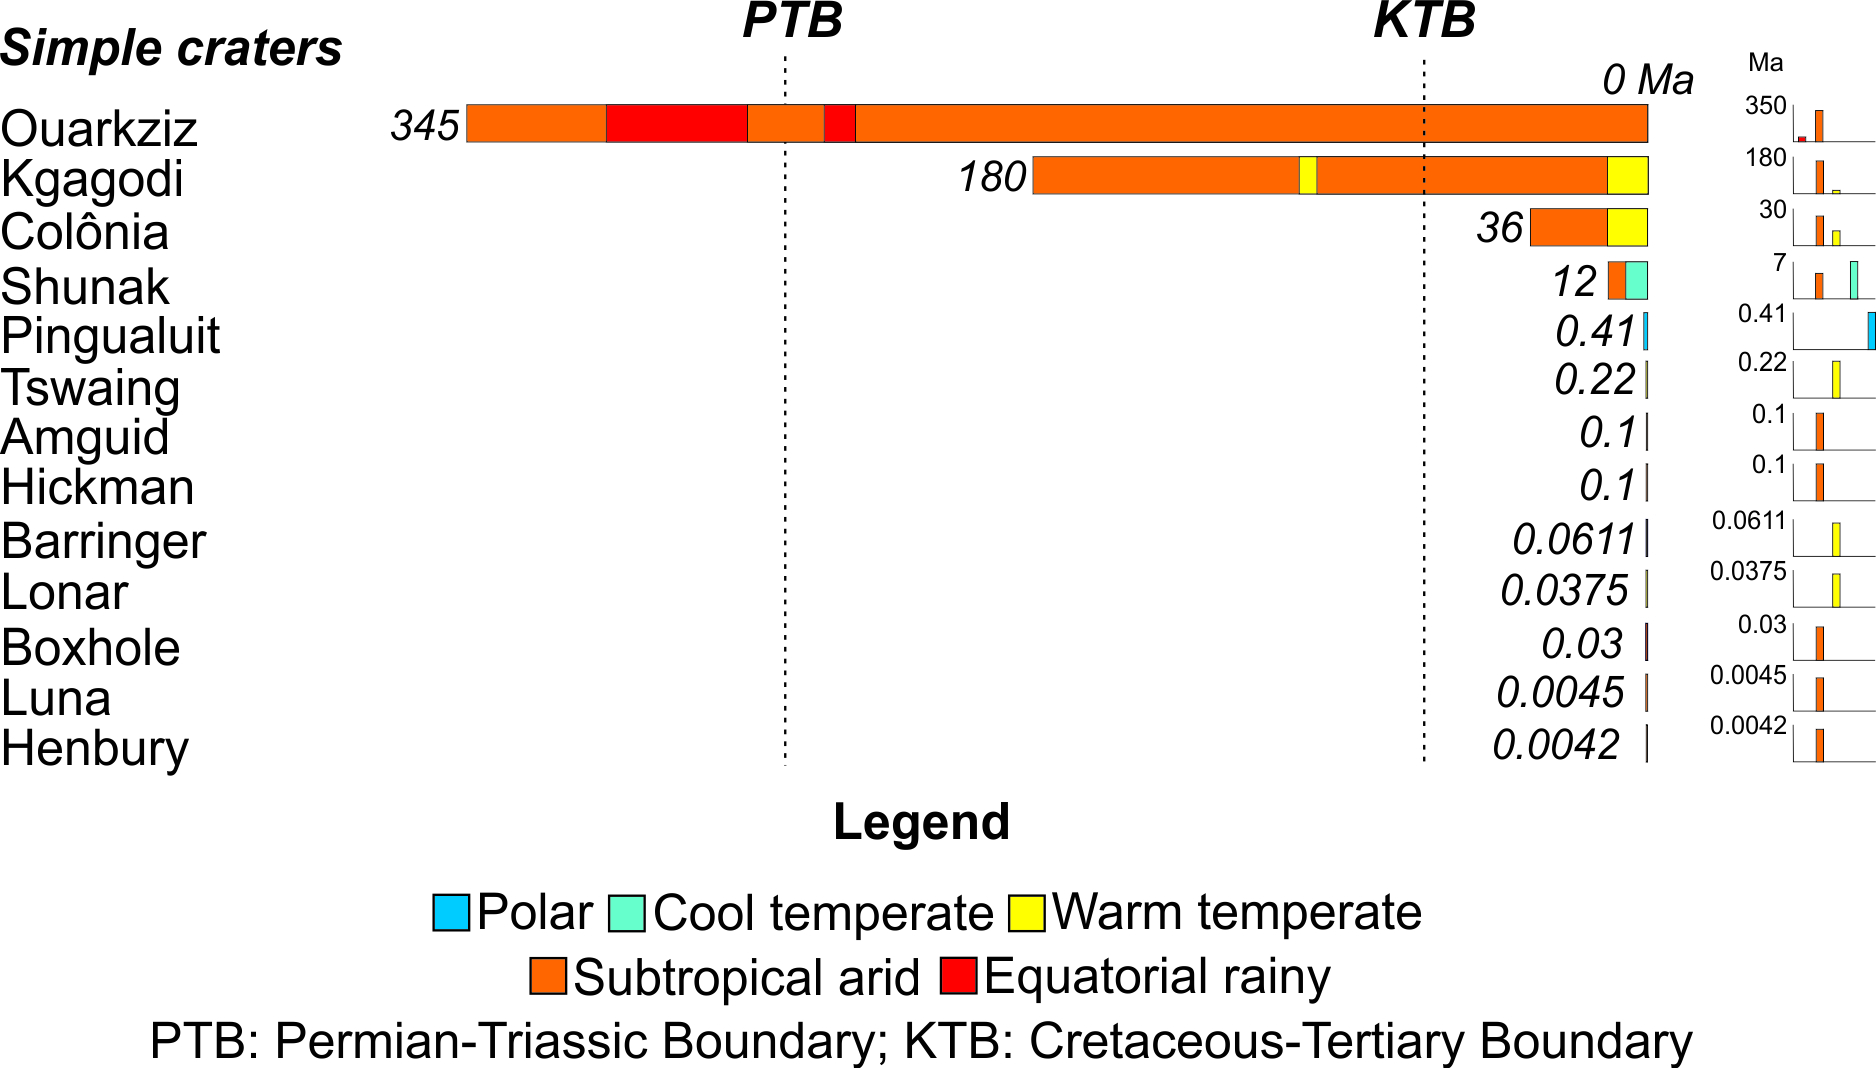 PTB KTB
Simple craters
0 Ma Ma
Ouarkziz 345 350
Kgagodi 180 180
Colônia 36 30
Shunak 12 7
Pingualuit 0.41 0.41
Tswaing 0.22 0.22
Amguid 0.1 0.1
Hickman 0.1 0.1
Barringer 0.0611 0.0611
Lonar 0.0375 0.0375
Boxhole 0.03 0.03
Luna 0.0045 0.0045
Henbury 0.0042 0.0042
Legend
Polar Cool temperate Warm temperate
Subtropical arid Equatorial rainy
PTB: Permian-Triassic Boundary; KTB: Cretaceous-Tertiary Boundary